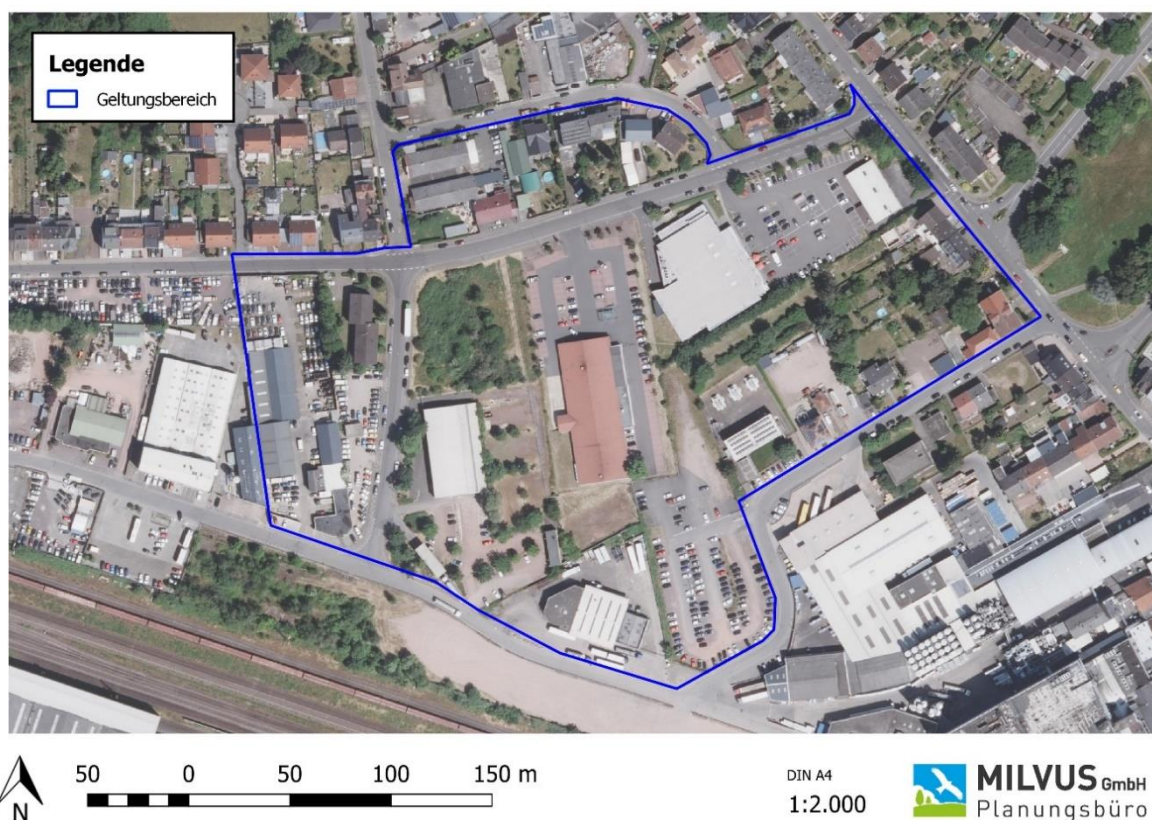 Legende
Geltungsbereich
N
50 0 50 100 150 m
DIN A4
1:2.000
MILVUS GmbH
Planungsbüro